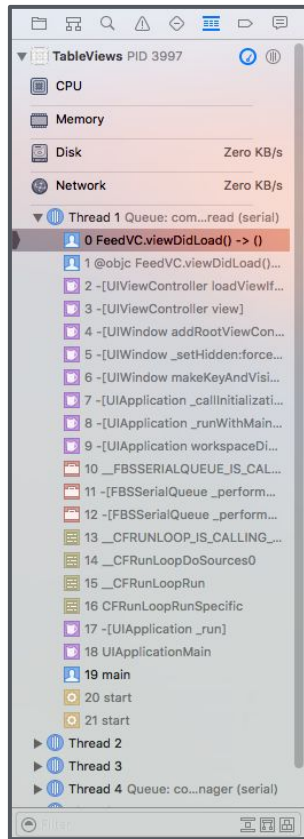 TableViews PID 3997
CPU
Memory
Disk Zero KB/s
Network Zero KB/s
Thread 1 Queue: com...read (serial)
0 FeedVC.viewDidLoad() -> ()
1 @objc FeedVC.viewDidLoad()...
2 -[UIViewController loadViewIf...
3 -[UIViewController view]
4 -[UIWindow addRootViewCon...
5 -[UIWindow _setHidden:force...
6 -[UIWindow makeKeyAndVisi...
7 -[UIApplication _callInitializati...
8 -[UIApplication _runWithMain...
9 -[UIApplication workspaceDi...
10 __FBSSERIALQUEUE_IS_CAL...
11 -[FBSSerialQueue _perform...
12 -[FBSSerialQueue _perform...
13 __CFRUNLOOP_IS_CALLING_...
14 __CFRunLoopDoSources0
15 __CFRunLoopRun
16 CFRunLoopRunSpecific
17 -[UIApplication _run]
18 UIApplicationMain
19 main
20 start
21 start
Thread 2
Thread 3
Thread 4 Queue: co...nager (serial)
Filter